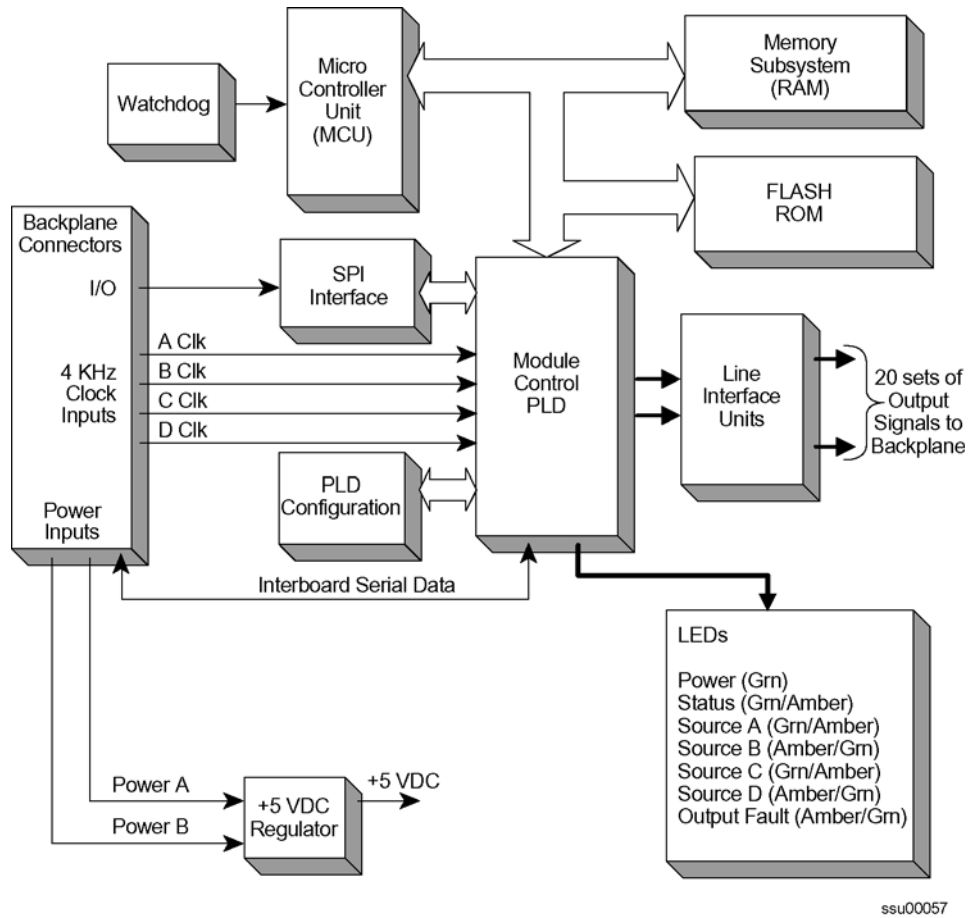 Watchdog
Micro
Controller
Unit
(MCU)
Memory
Subsystem
(RAM)
FLASH
ROM
Backplane
Connectors
I/O
4 KHz
Clock
Inputs
Power
Inputs
SPI
Interface
A Clk
B Clk
C Clk
D Clk
PLD
Configuration
Module
Control
PLD
Line
Interface
Units
20 sets of
Output
Signals to
Backplane
Interboard Serial Data
LEDs
Power (Grn)
Status (Grn/Amber)
Source A (Grn/Amber)
Source B (Amber/Grn)
Source C (Grn/Amber)
Source D (Amber/Grn)
Output Fault (Amber/Grn)
Power A
Power B
+5 VDC
Regulator
+5 VDC
ssu00057